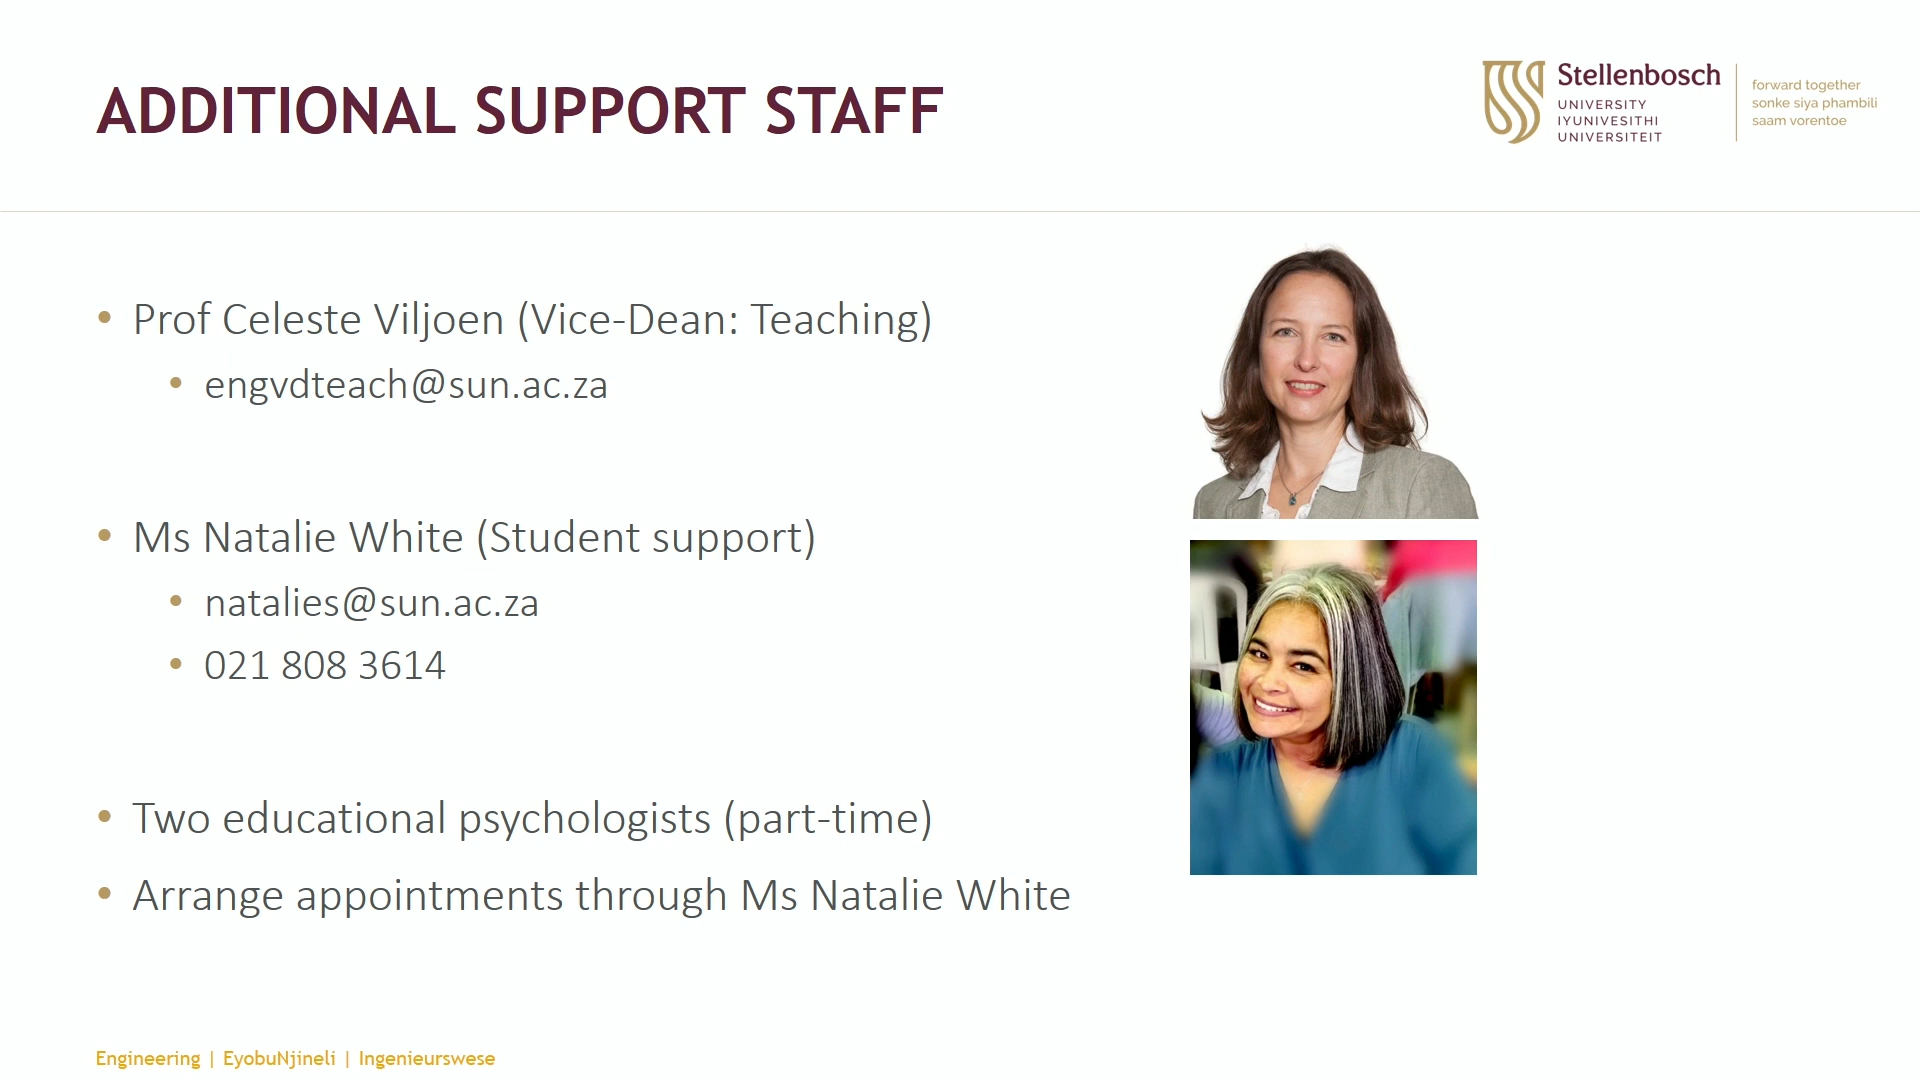 ADDITIONAL SUPPORT STAFF
Stellenbosch
UNIVERSITY
IYUNIVESITHI
UNIVERSITEIT
forward together
sonke siya phambili
saam vorentoe
• Prof Celeste Viljoen (Vice-Dean: Teaching)
• engvdteach@sun.ac.za
• Ms Natalie White (Student support)
• natalies@sun.ac.za
• 021 808 3614
• Two educational psychologists (part-time)
• Arrange appointments through Ms Natalie White
Engineering | EyobuNjineli | Ingenieurswese